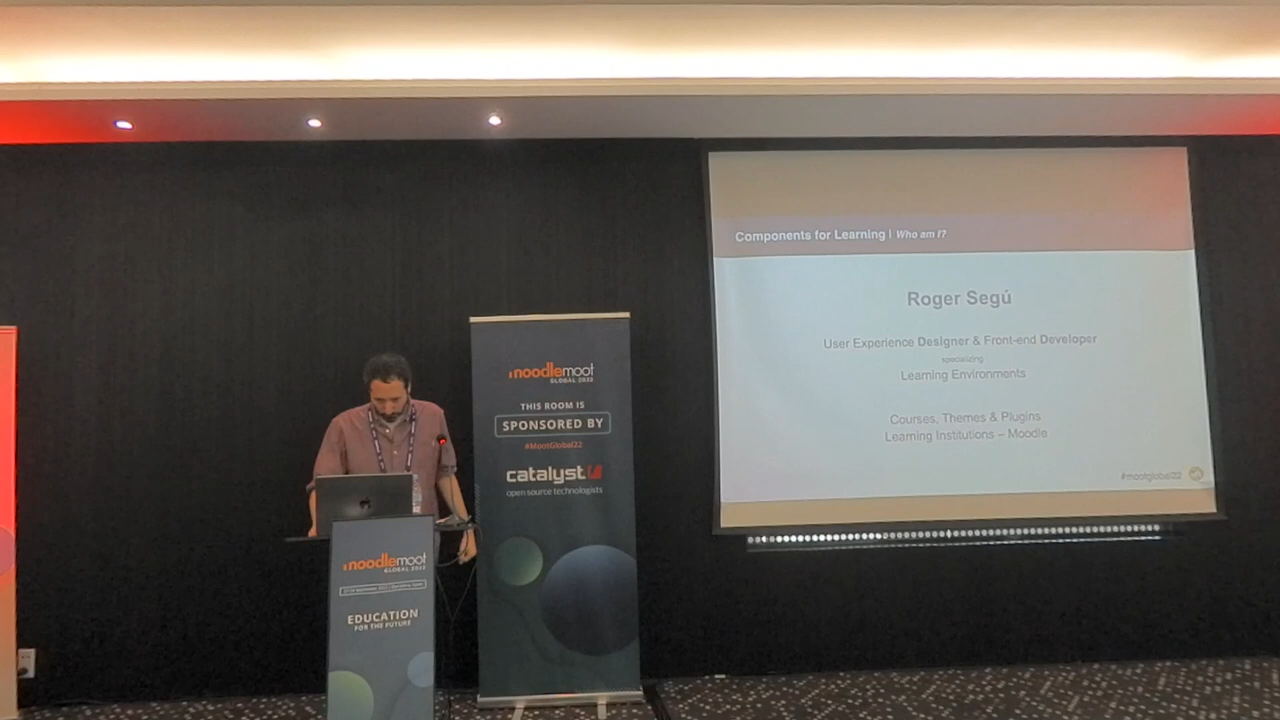 Components for Learning | Who am I?
Roger Segú
User Experience Designer & Front-end Developer
specializing
Learning Environments
Courses, Themes & Plugins
Learning Institutions – Moodle
#mootglobal22
moodlemoot
GLOBAL 2022
THIS ROOM IS
SPONSORED BY
#MootGlobal22
catalyst
open source technologists
moodlemoot
GLOBAL 2022
EDUCATION
FOR THE FUTURE